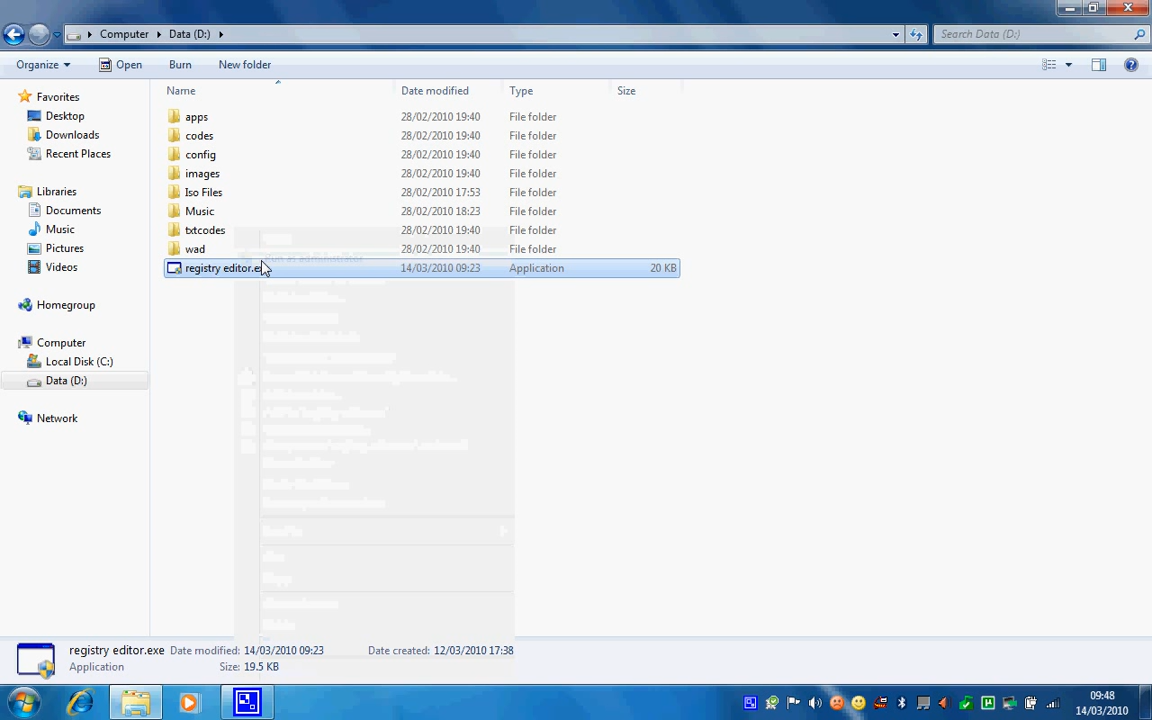 Computer Data (D:) Search Data (D:)
Organize Open Burn New folder
Name Date modified Type Size
Favorites
Desktop
Downloads
Recent Places
Libraries
Documents
Music
Pictures
Videos
Homegroup
Computer
Local Disk (C:)
Data (D:)
Network
apps 28/02/2010 19:40 File folder
codes 28/02/2010 19:40 File folder
config 28/02/2010 19:40 File folder
images 28/02/2010 19:40 File folder
Iso Files 28/02/2010 17:53 File folder
Music 28/02/2010 18:23 File folder
txtcodes 28/02/2010 19:40 File folder
wad 28/02/2010 19:40 File folder
Run as administrator
registry editor.exe 14/03/2010 09:23 Application 20 KB
registry editor.exe Date modified: 14/03/2010 09:23 Date created: 12/03/2010 17:38
Application Size: 19.5 KB
09:48
14/03/2010